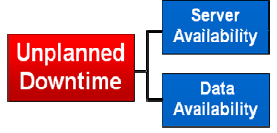 Unplanned
Downtime
Server
Availability
Data
Availability